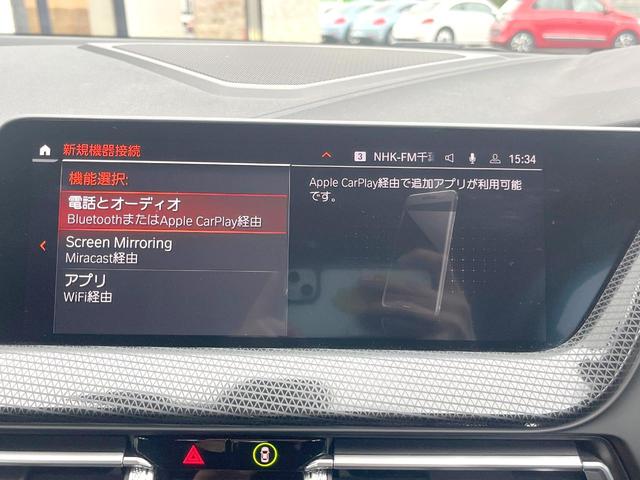 新規機器接続
3 NHK-FM千 15:34
機能選択:
電話とオーディオ
BluetoothまたはApple CarPlay経由
Screen Mirroring
Miracast経由
アプリ
WiFi経由
Apple CarPlay経由で追加アプリが利用可能
です。